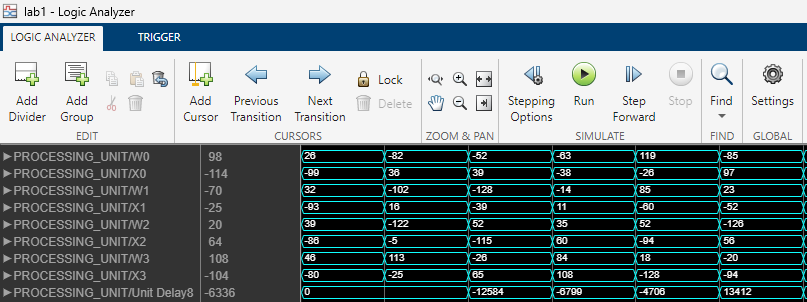 lab1 - Logic Analyzer
LOGIC ANALYZER TRIGGER
Add Divider
Add Group
Add Cursor
Previous Transition
Next Transition
Lock
Delete
Stepping Options
Run
Step Forward
Stop
Find
Settings
EDIT CURSORS ZOOM & PAN SIMULATE FIND GLOBAL
PROCESSING_UNIT/W0 98 26 -82 -52 -63 119 -85
PROCESSING_UNIT/X0 -114 -99 36 39 -38 -26 97
PROCESSING_UNIT/W1 -70 32 -102 -128 -14 85 23
PROCESSING_UNIT/X1 -25 -93 16 -39 11 -60 -52
PROCESSING_UNIT/W2 20 39 -122 52 35 52 -126
PROCESSING_UNIT/X2 64 -86 -5 -115 60 -94 56
PROCESSING_UNIT/W3 108 46 113 -26 84 18 -20
PROCESSING_UNIT/X3 -104 -80 -25 65 108 -128 -94
PROCESSING_UNIT/Unit Delay8 -6336 0 -12584 -6799 -4706 13412